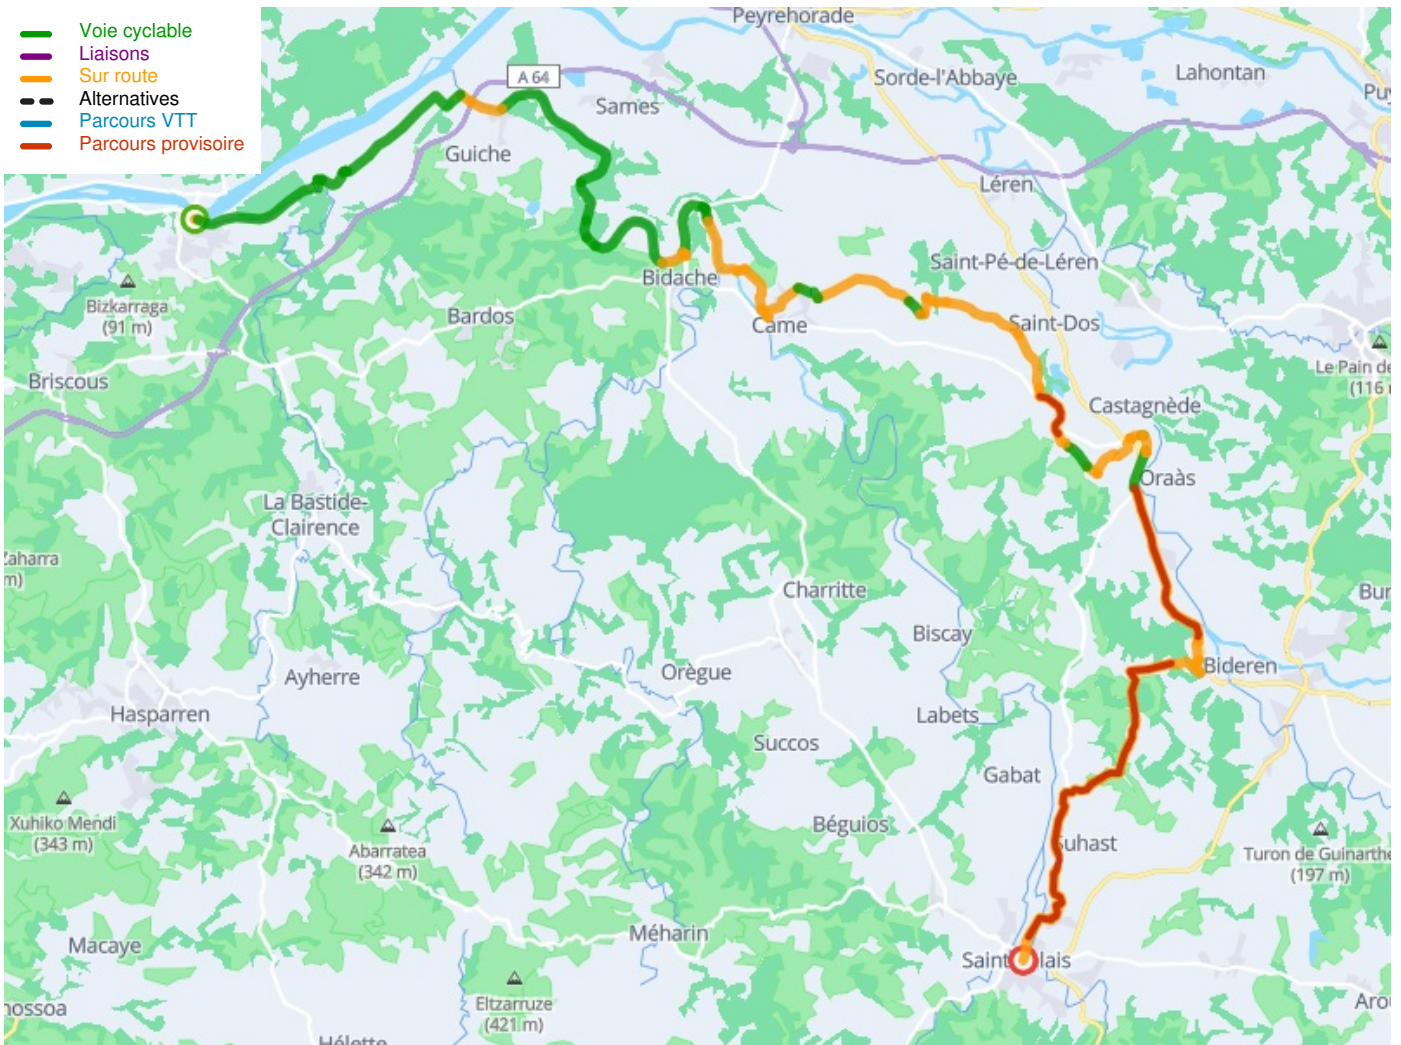 Voie cyclable
Liaisons
Sur route
Alternatives
Parcours VTT
Parcours provisoire
Peyrehorade
A 64
Sames
Sorde-l'Abbaye
Lahontan
Guiche
Léren
Bidache
Saint-Pé-de-Léren
Bizkarraga
(91 m)
Bardos
Came
Saint-Dos
Briscous
Castagnède
Oraàs
La Bastide-
Clairence
Charritte
Biscay
Ayherre
Orègue
Bideren
Hasparren
Labets
Succos
Gabat
Xuhiko Mendi
(343 m)
Abarratea
(342 m)
Béguios
Suhast
Turon de Guinarthe
(197 m)
Macaye
Méharin
Eltzarruze
(421 m)